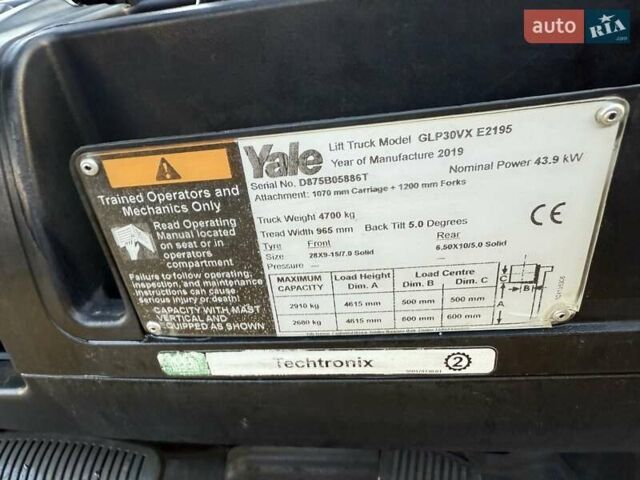 auto RIA .com
Yale
Lift Truck Model GLP30VX E2195
Year of Manufacture 2019
Serial No. D875B05886T
Nominal Power 43.9 kW
Attachment: 1070 mm Carriage + 1200 mm Forks
Truck Weight 4700 kg
Tread Width 965 mm Back Tilt 5.0 Degrees
Tyre Front Rear
Size 28X9-15/7.0 Solid 6.50X10/5.0 Solid
Pressure --- ---
MAXIMUM CAPACITY Load Height Dim. A Load Centre Dim. B Dim. C
2910 kg 4615 mm 500 mm 500 mm
2680 kg 4615 mm 600 mm 600 mm
C
B
A
CE
Trained Operators and
Mechanics Only
Read Operating
Manual located
on seat or in
operators
compartment
Failure to follow operating,
inspection, and maintenance
instructions can cause
serious injury or death!
CAPACITY WITH MAST
VERTICAL AND
EQUIPPED AS SHOWN
Techtronix 2